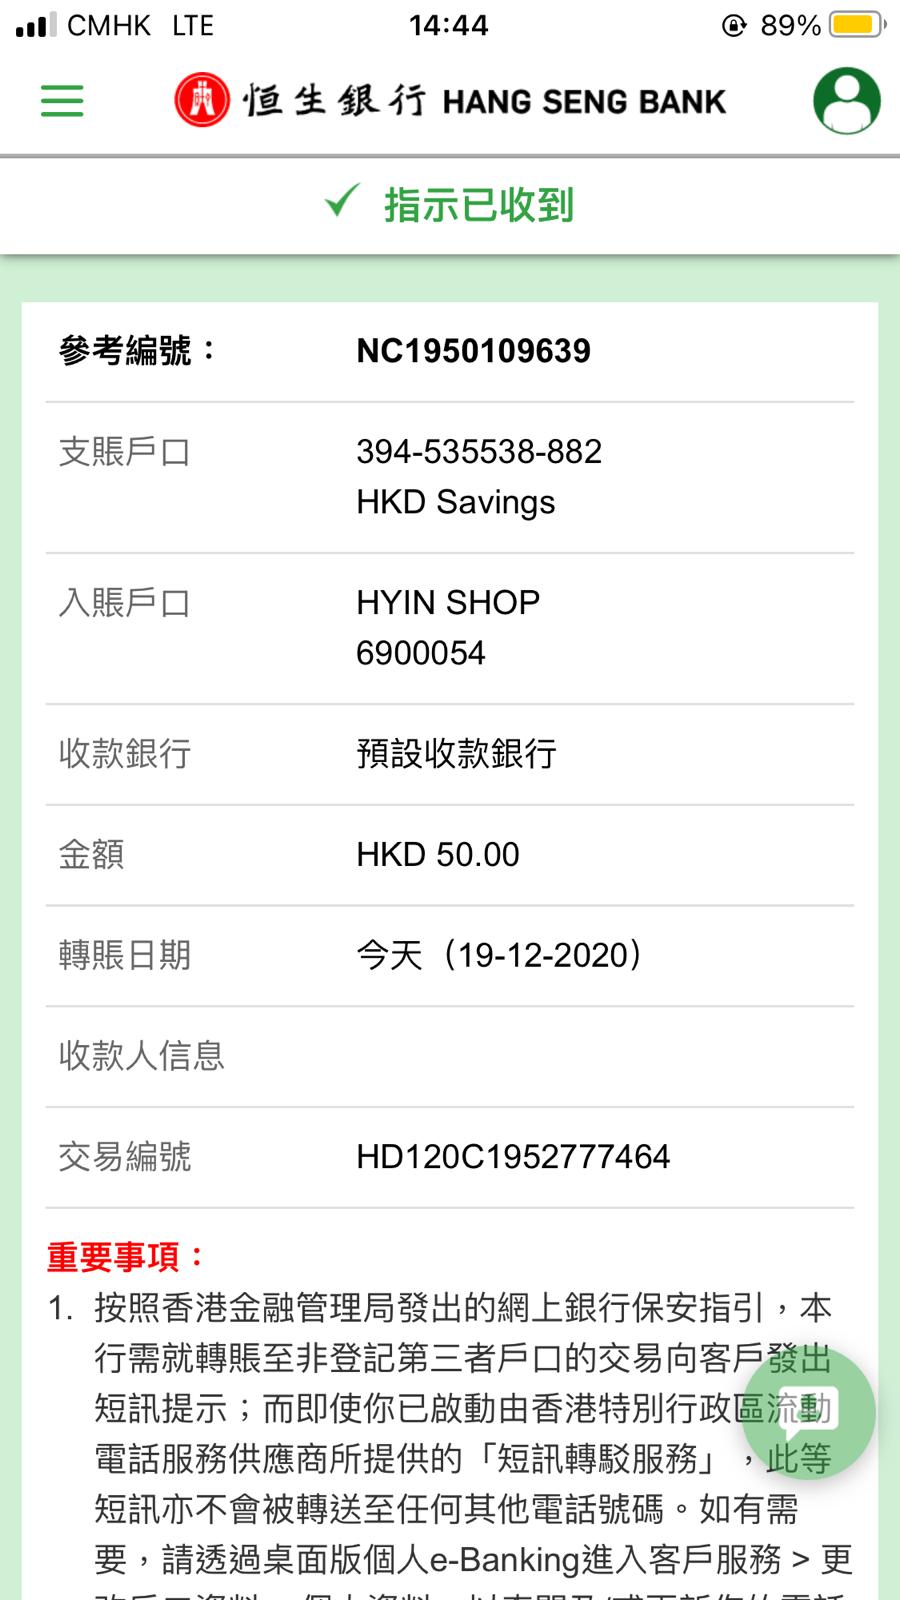 CMHK LTE 14:44 89%
恒生銀行 HANG SENG BANK
指示已收到
參考編號： NC1950109639
支賬戶口 394-535538-882
HKD Savings
入賬戶口 HYIN SHOP
6900054
收款銀行 預設收款銀行
金額 HKD 50.00
轉賬日期 今天（19-12-2020）
收款人信息
交易編號 HD120C1952777464
重要事項：
1. 按照香港金融管理局發出的網上銀行保安指引，本
行需就轉賬至非登記第三者戶口的交易向客戶發出
短訊提示；而即使你已啟動由香港特別行政區流動
電話服務供應商所提供的「短訊轉駁服務」，此等
短訊亦不會被轉送至任何其他電話號碼。如有需
要，請透過桌面版個人e-Banking進入客戶服務 > 更